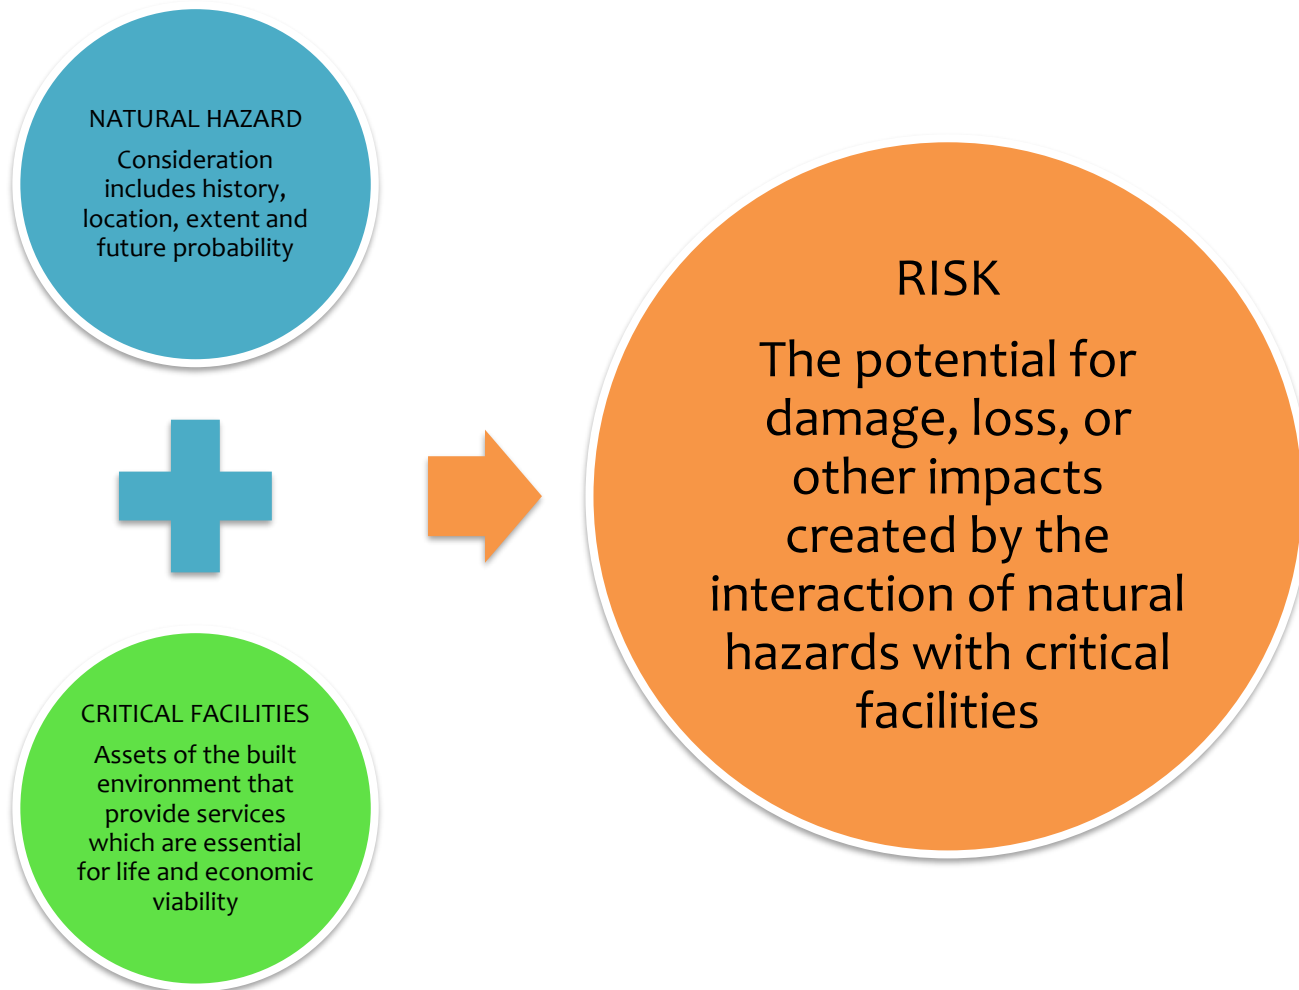 NATURAL HAZARD
Consideration
includes history,
location, extent and
future probability
CRITICAL FACILITIES
Assets of the built
environment that
provide services
which are essential
for life and economic
viability
RISK
The potential for
damage, loss, or
other impacts
created by the
interaction of natural
hazards with critical
facilities